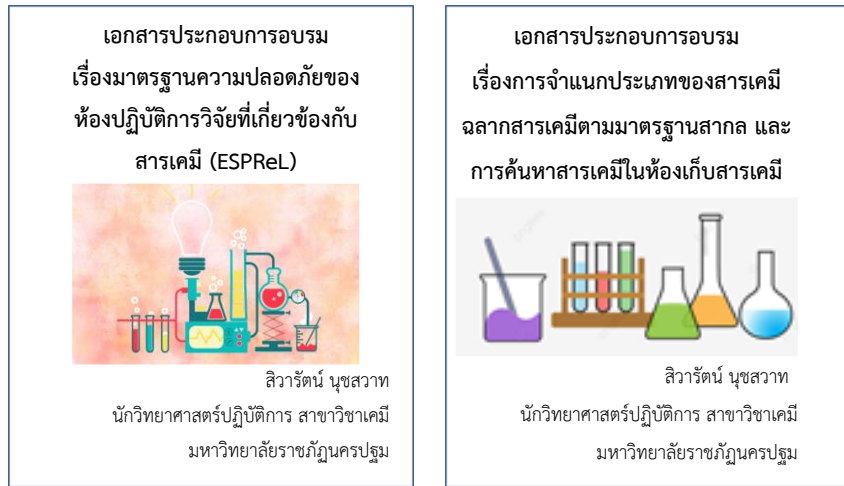 เอกสารประกอบการอบรม
เรื่องมาตรฐานความปลอดภัยของ
ห้องปฏิบัติการวิจัยที่เกี่ยวข้องกับ
สารเคมี (ESPReL)
สิวารัตน์ นุชสวาท
นักวิทยาศาสตร์ปฏิบัติการ สาขาวิชาเคมี
มหาวิทยาลัยราชภัฏนครปฐม
เอกสารประกอบการอบรม
เรื่องการจำแนกประเภทของสารเคมี
ฉลากสารเคมีตามมาตรฐานสากล และ
การค้นหาสารเคมีในห้องเก็บสารเคมี
สิวารัตน์ นุชสวาท
นักวิทยาศาสตร์ปฏิบัติการ สาขาวิชาเคมี
มหาวิทยาลัยราชภัฏนครปฐม